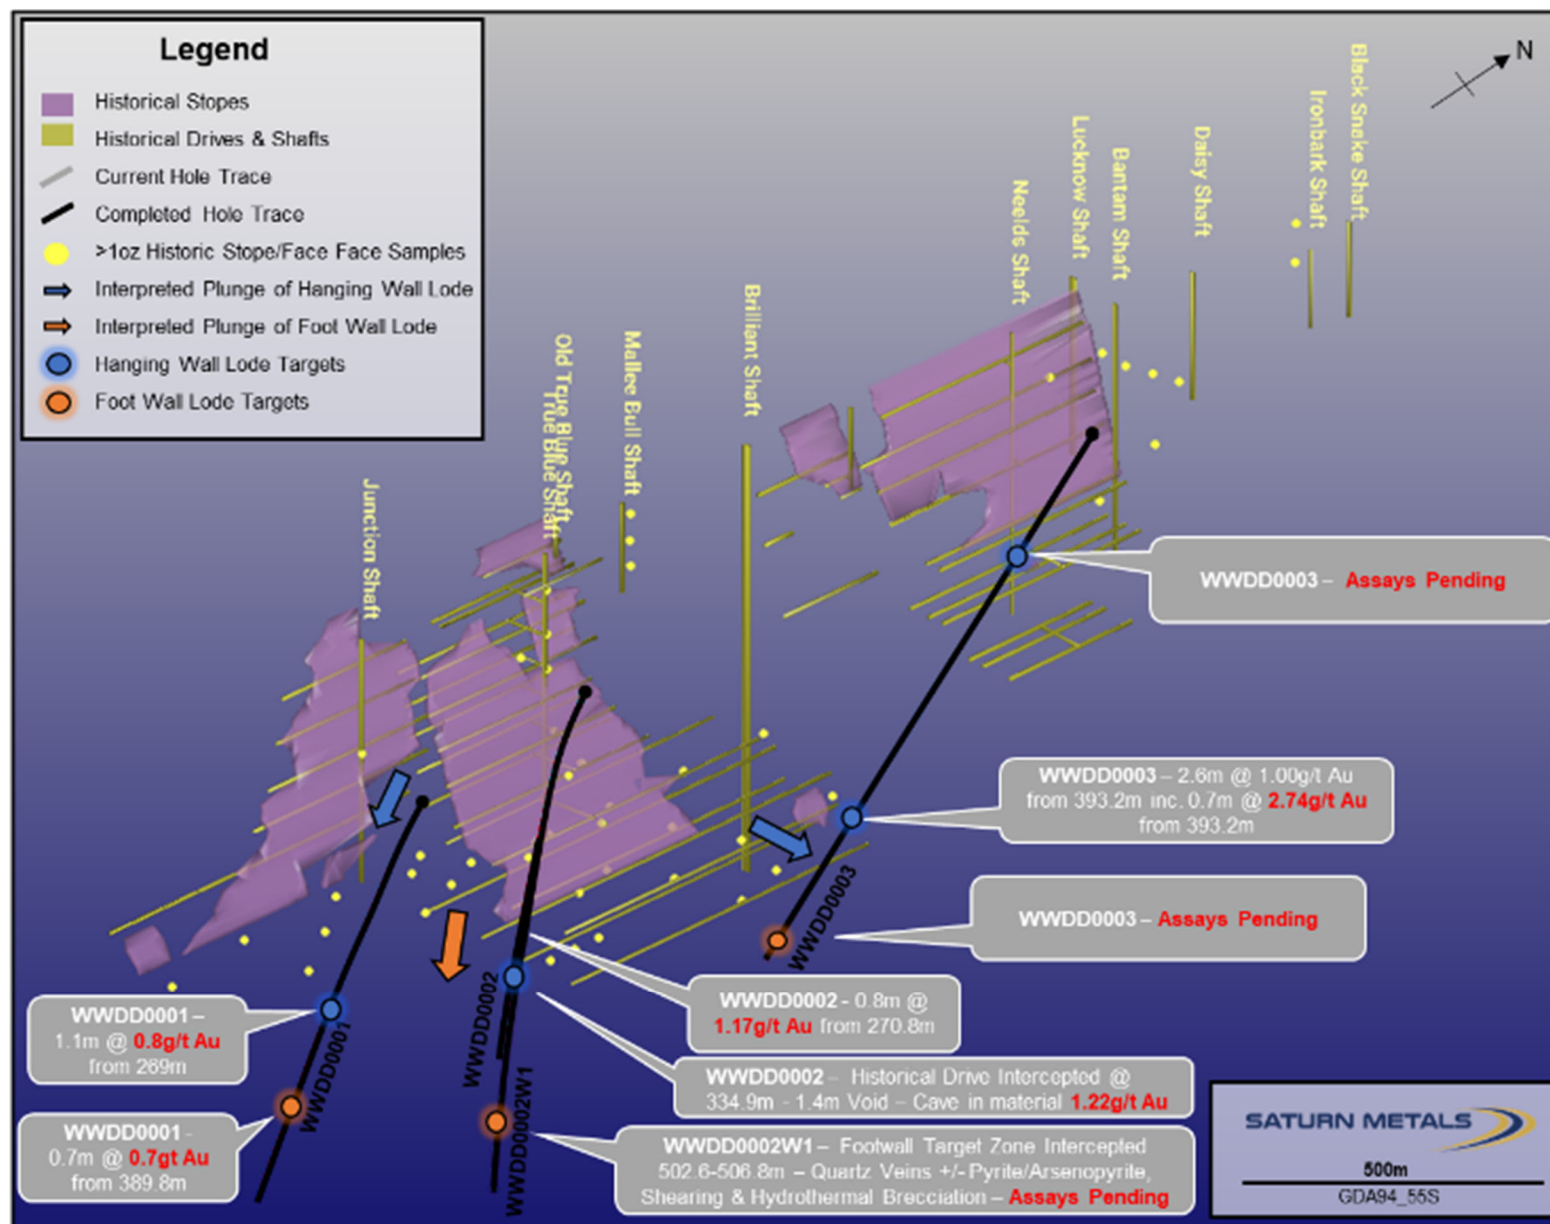 Legend
Historical Stopes
Historical Drives & Shafts
Current Hole Trace
Completed Hole Trace
>1oz Historic Stope/Face Face Samples
Interpreted Plunge of Hanging Wall Lode
Interpreted Plunge of Foot Wall Lode
Hanging Wall Lode Targets
Foot Wall Lode Targets
N
Junction Shaft
True Blue Shaft
Old True Blue Shaft
Mallee Bull Shaft
Brilliant Shaft
Neelds Shaft
Lucknow Shaft
Bantam Shaft
Daisy Shaft
Ironbark Shaft
Black Snake Shaft
WWDD0003 – Assays Pending
WWDD0003 – 2.6m @ 1.00g/t Au
from 393.2m inc. 0.7m @ 2.74g/t Au
from 393.2m
WWDD0003
WWDD0003 – Assays Pending
WWDD0002 - 0.8m @
1.17g/t Au from 270.8m
WWDD0002
WWDD0001 –
1.1m @ 0.8g/t Au
from 269m
WWDD0001
WWDD0002 – Historical Drive Intercepted @
334.9m - 1.4m Void – Cave in material 1.22g/t Au
WWDD0001 -
0.7m @ 0.7gt Au
from 389.8m
WWDD0002W1
WWDD0002W1 – Footwall Target Zone Intercepted
502.6-506.8m – Quartz Veins +/- Pyrite/Arsenopyrite,
Shearing & Hydrothermal Brecciation – Assays Pending
SATURN METALS
500m
GDA94_55S